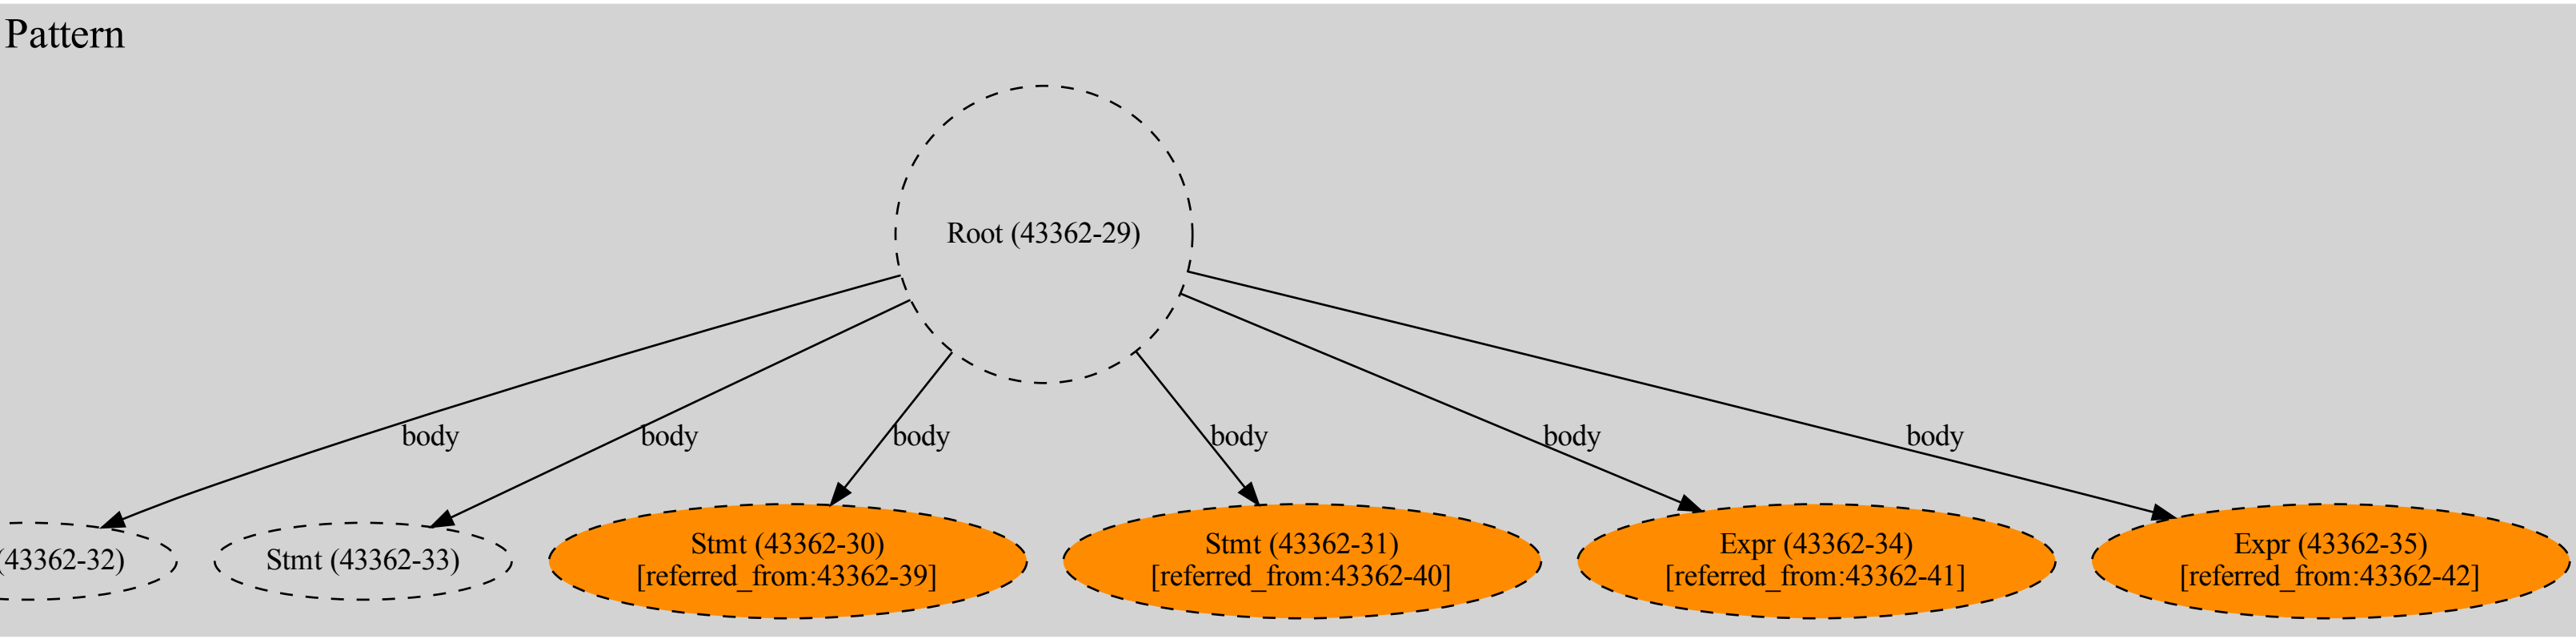 Pattern
Root (43362-29)
body
body
body
body
body
body
(43362-32)
Stmt (43362-33)
Stmt (43362-30)
[referred_from:43362-39]
Stmt (43362-31)
[referred_from:43362-40]
Expr (43362-34)
[referred_from:43362-41]
Expr (43362-35)
[referred_from:43362-42]